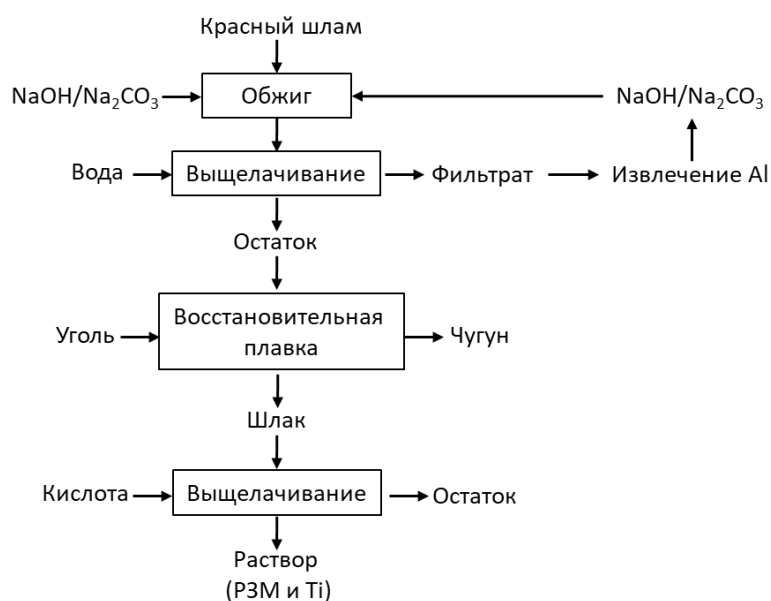 Красный шлам
NaOH/Na₂CO₃
Обжиг
NaOH/Na₂CO₃
Вода
Выщелачивание
Фильтрат
Извлечение Al
Остаток
Уголь
Восстановительная
плавка
Чугун
Шлак
Кислота
Выщелачивание
Остаток
Раствор
(РЗМ и Ti)